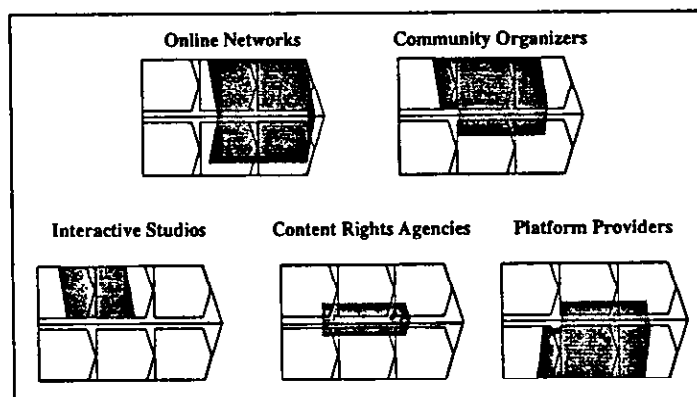 Online Networks
Community Organizers
Interactive Studios
Content Rights Agencies
Platform Providers